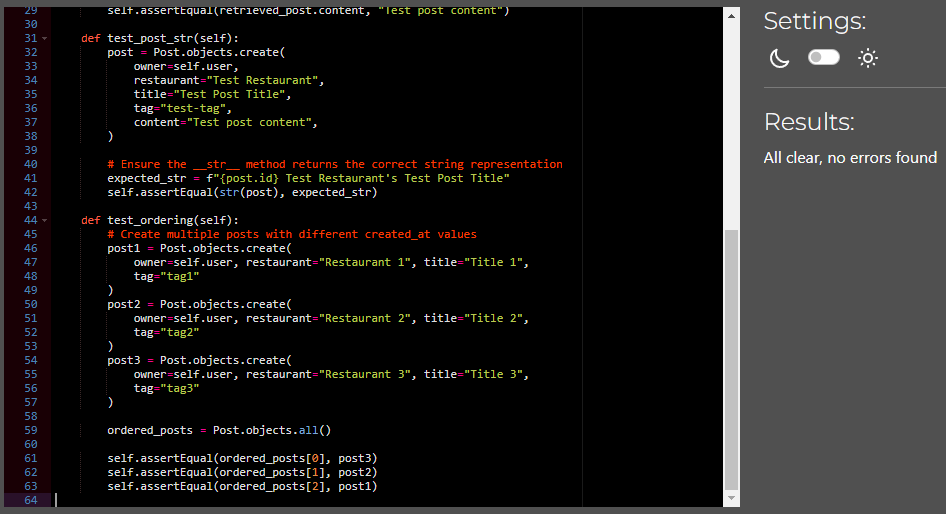 29         self.assertEqual(retrieved_post.content, "Test post content")
30
31     def test_post_str(self):
32         post = Post.objects.create(
33             owner=self.user,
34             restaurant="Test Restaurant",
35             title="Test Post Title",
36             tag="test-tag",
37             content="Test post content",
38         )
39
40         # Ensure the __str__ method returns the correct string representation
41         expected_str = f"{post.id} Test Restaurant's Test Post Title"
42         self.assertEqual(str(post), expected_str)
43
44     def test_ordering(self):
45         # Create multiple posts with different created_at values
46         post1 = Post.objects.create(
47             owner=self.user, restaurant="Restaurant 1", title="Title 1",
48             tag="tag1"
49         )
50         post2 = Post.objects.create(
51             owner=self.user, restaurant="Restaurant 2", title="Title 2",
52             tag="tag2"
53         )
54         post3 = Post.objects.create(
55             owner=self.user, restaurant="Restaurant 3", title="Title 3",
56             tag="tag3"
57         )
58
59         ordered_posts = Post.objects.all()
60
61         self.assertEqual(ordered_posts[0], post3)
62         self.assertEqual(ordered_posts[1], post2)
63         self.assertEqual(ordered_posts[2], post1)
64
Settings:
Results:
All clear, no errors found